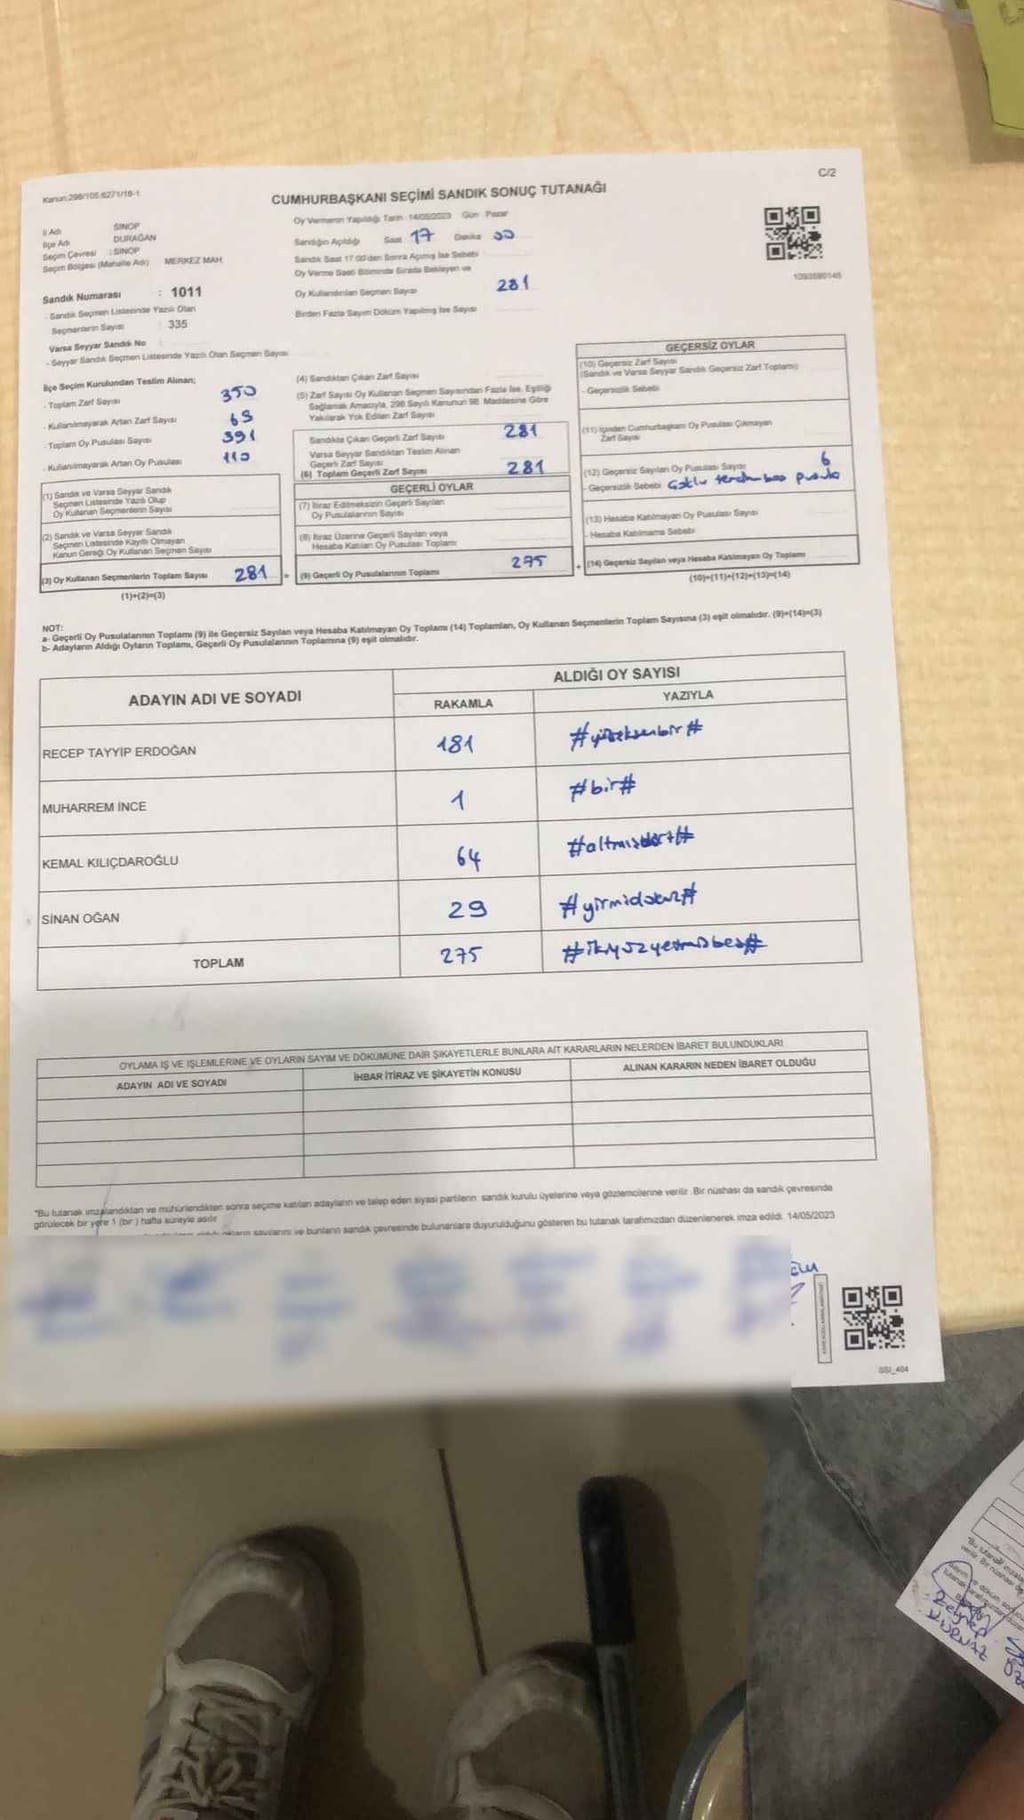 Kanun:298/105.6271/18-1
C/2
CUMHURBAŞKANI SEÇİMİ SANDIK SONUÇ TUTANAĞI
İl Adı SİNOP
İlçe Adı DURAĞAN
Seçim Çevresi : SİNOP
Seçim Bölgesi (Mahalle Adı) MERKEZ MAH
Sandık Numarası : 1011
- Sandık Seçmen Listesinde Yazılı Olan
Seçmenlerin Sayısı : 335
Varsa Seyyar Sandık No
- Seyyar Sandık Seçmen Listesinde Yazılı Olan Seçmen Sayısı
Oy Vermenin Yapıldığı Tarih :14/05/2023 Gün Pazar
Sandığın Açıldığı Saat 17 Dakika 00
Sandık Saat 17:00'den Sonra Açılmış İse Sebebi
Oy Verme Saati Bitiminde Sırada Bekleyen ve
Oy Kullandırılan Seçmen Sayısı 281
Birden Fazla Sayım Döküm Yapılmış İse Sayısı
1093580145
İlçe Seçim Kurulundan Teslim Alınan;
- Toplam Zarf Sayısı 350
- Kullanılmayarak Artan Zarf Sayısı 69
- Toplam Oy Pusulası Sayısı 391
- Kullanılmayarak Artan Oy Pusulası 110
(1) Sandık ve Varsa Seyyar Sandık
Seçmen Listesinde Yazılı Olup
Oy Kullanan Seçmenlerin Sayısı
(2) Sandık ve Varsa Seyyar Sandık
Seçmen Listesinde Kayıtlı Olmayan
Kanun Gereği Oy Kullanan Seçmen Sayısı
(3) Oy Kullanan Seçmenlerin Toplam Sayısı 281
(1)+(2)=(3)
(4) Sandıktan Çıkan Zarf Sayısı
(5) Zarf Sayısı Oy Kullanan Seçmen Sayısından Fazla İse, Eşitliği
Sağlamak Amacıyla, 298 Sayılı Kanunun 98. Maddesine Göre
Yakılarak Yok Edilen Zarf Sayısı
Sandıkta Çıkan Geçerli Zarf Sayısı 281
Varsa Seyyar Sandıktan Teslim Alınan
Geçerli Zarf Sayısı
(6) Toplam Geçerli Zarf Sayısı 281
GEÇERLİ OYLAR
(7) İtiraz Edilmeksizin Geçerli Sayılan
Oy Pusulalarının Sayısı
(8) İtiraz Üzerine Geçerli Sayılan veya
Hesaba Katılan Oy Pusulası Toplamı
= (9) Geçerli Oy Pusulalarının Toplamı 275
GEÇERSİZ OYLAR
(10) Geçersiz Zarf Sayısı
(Sandık ve Varsa Seyyar Sandık Geçersiz Zarf Toplamı)
- Geçersizlik Sebebi
(11) İçinden Cumhurbaşkanı Oy Pusulası Çıkmayan
Zarf Sayısı
(12) Geçersiz Sayılan Oy Pusulası Sayısı 6
- Geçersizlik Sebebi pusula
(13) Hesaba Katılmayan Oy Pusulası Sayısı
- Hesaba Katılmama Sebebi
+ (14) Geçersiz Sayılan veya Hesaba Katılmayan Oy Toplamı
(10)+(11)+(12)+(13)=(14)
NOT:
a- Geçerli Oy Pusulalarının Toplamı (9) ile Geçersiz Sayılan veya Hesaba Katılmayan Oy Toplamı (14) Toplamları, Oy Kullanan Seçmenlerin Toplam Sayısına (3) eşit olmalıdır. (9)+(14)=(3)
b- Adayların Aldığı Oyların Toplamı, Geçerli Oy Pusulalarının Toplamına (9) eşit olmalıdır.
ADAYIN ADI VE SOYADI
ALDIĞI OY SAYISI
RAKAMLA YAZIYLA
RECEP TAYYİP ERDOĞAN 181 #yüzseksenbir#
MUHARREM İNCE 1 #bir#
KEMAL KILIÇDAROĞLU 64 #altmışdört#
SİNAN OĞAN 29 #yirmidokuz#
TOPLAM 275 #ikiyüzyetmişbeş#
OYLAMA İŞ VE İŞLEMLERİNE VE OYLARIN SAYIM VE DÖKÜMÜNE DAİR ŞİKAYETLERLE BUNLARA AİT KARARLARIN NELERDEN İBARET BULUNDUKLARI
ADAYIN ADI VE SOYADI İHBAR İTİRAZ VE ŞİKAYETİN KONUSU ALINAN KARARIN NEDEN İBARET OLDUĞU
*Bu tutanak imzalandıktan ve mühürlendikten sonra seçime katılan adayların ve talep eden siyasi partilerin sandık kurulu üyelerine veya gözlemcilerine verilir. Bir nüshası da sandık çevresinde
görülecek bir yere 1 (bir ) hafta süreyle asılır
sayılarını ve bunların sandık çevresinde bulunanlara duyurulduğunu gösteren bu tutanak tarafımızdan düzenlenerek imza edildi. 14/05/2023
SSI_404
Zeynep
KURNAZ